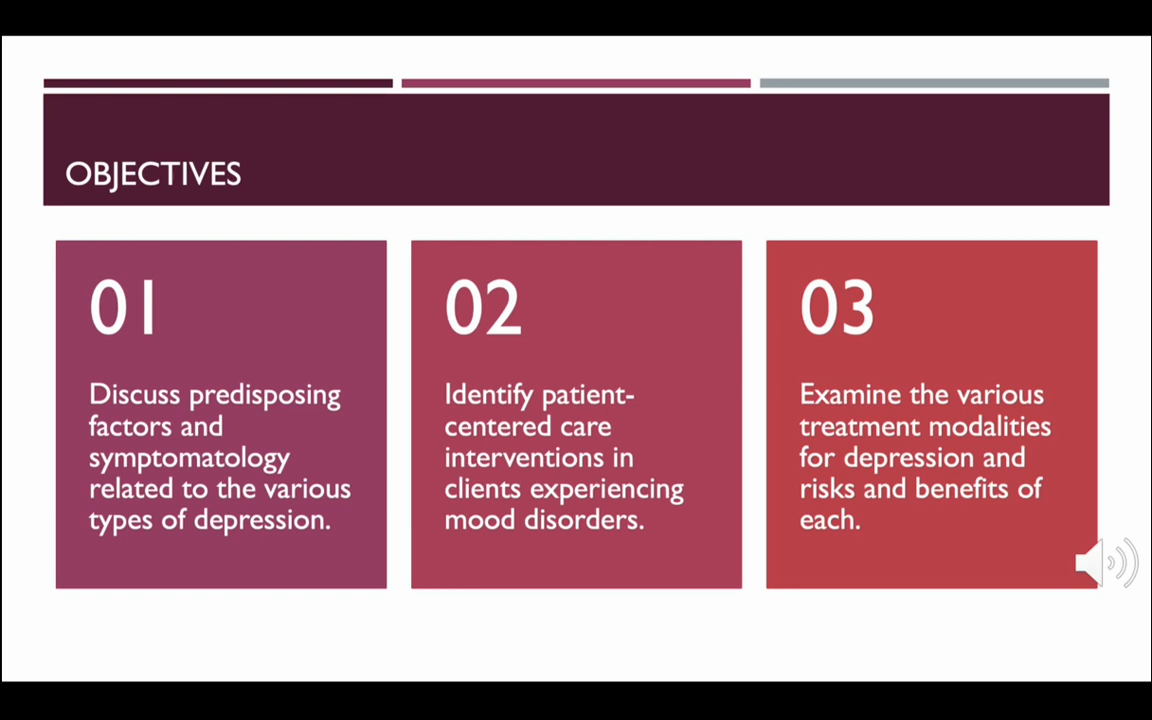 OBJECTIVES
01
Discuss predisposing
factors and
symptomatology
related to the various
types of depression.
02
Identify patient-
centered care
interventions in
clients experiencing
mood disorders.
03
Examine the various
treatment modalities
for depression and
risks and benefits of
each.